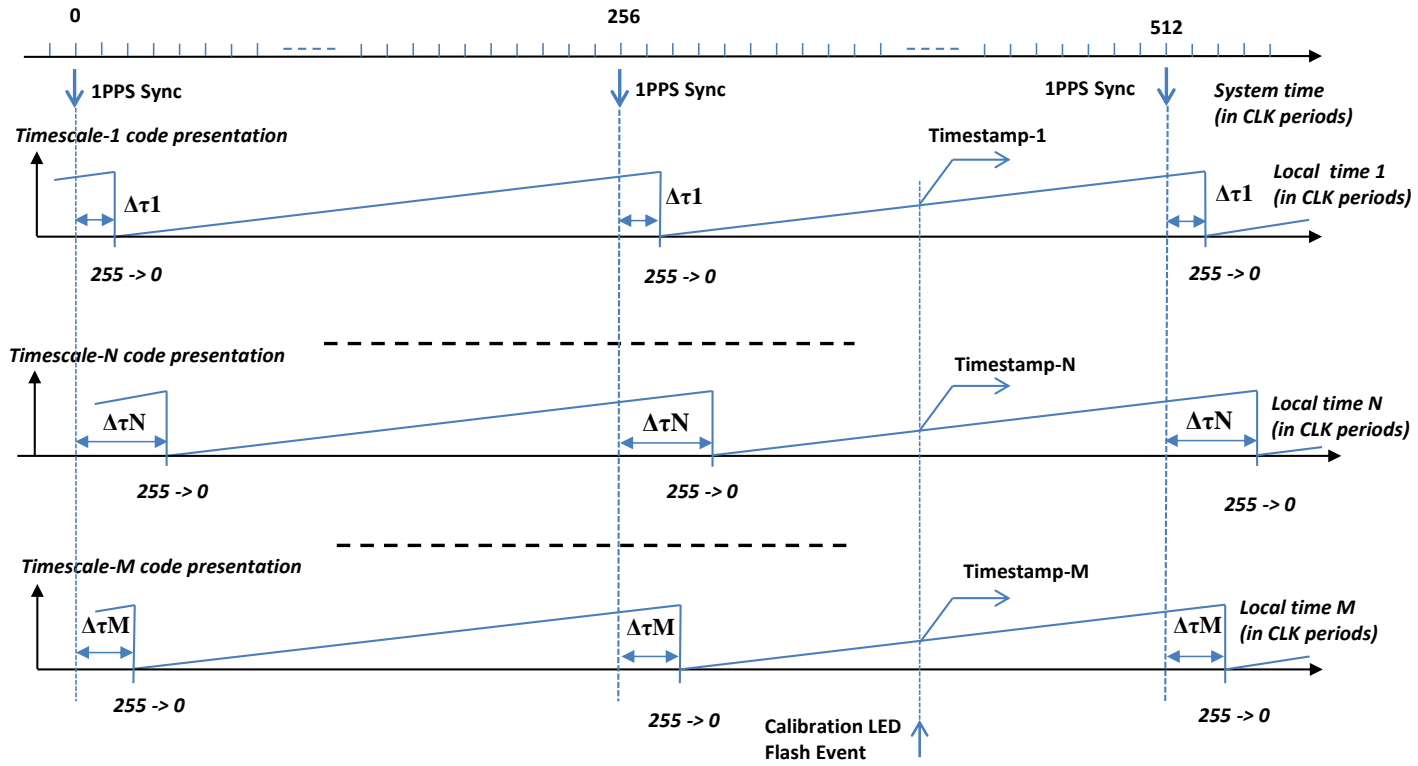 0
256
512
1PPS Sync
1PPS Sync
1PPS Sync
System time
(in CLK periods)
Timescale-1 code presentation
Timestamp-1
Local time 1
(in CLK periods)
Δτ1
Δτ1
Δτ1
255 -> 0
255 -> 0
255 -> 0
Timescale-N code presentation
Timestamp-N
Local time N
(in CLK periods)
ΔτN
ΔτN
ΔτN
255 -> 0
255 -> 0
255 -> 0
Timescale-M code presentation
Timestamp-M
Local time M
(in CLK periods)
ΔτM
ΔτM
ΔτM
255 -> 0
255 -> 0
255 -> 0
Calibration LED
Flash Event